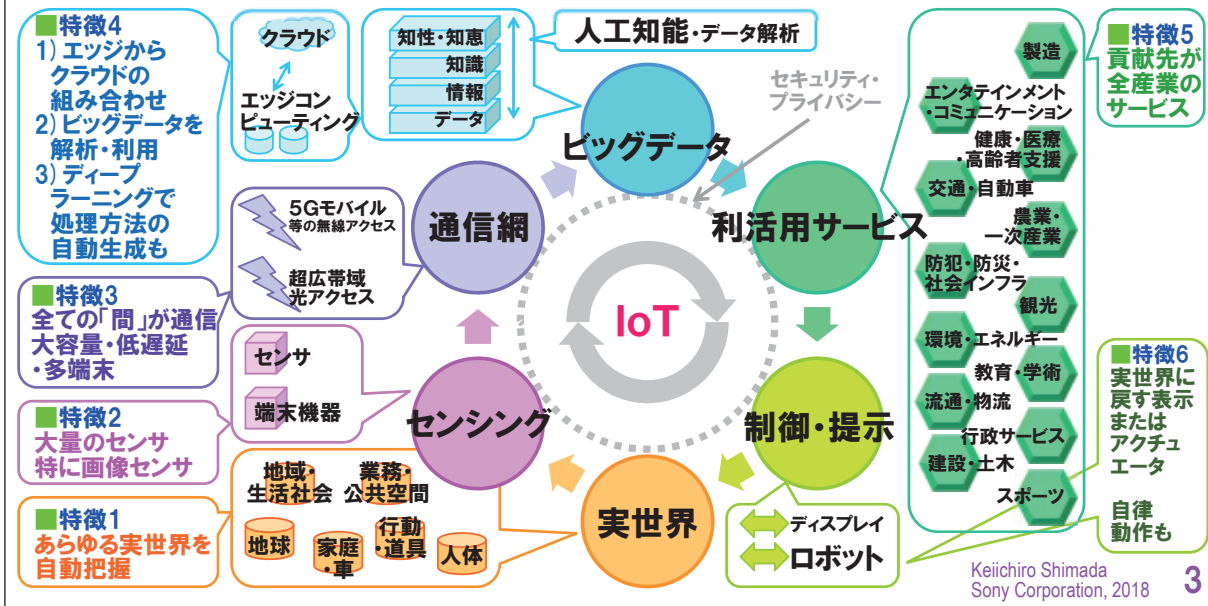 ■特徴4
1) エッジから
クラウドの
組み合わせ
2) ビッグデータを
解析・利用
3) ディープ
ラーニングで
処理方法の
自動生成も
クラウド
エッジコン
ピューティング
知性・知恵
知識
情報
データ
人工知能・データ解析
セキュリティ・
プライバシー
ビッグデータ
通信網
利活用サービス
IoT
センシング
制御・提示
実世界
5Gモバイル
等の無線アクセス
超広帯域
光アクセス
■特徴3
全ての「間」が通信
大容量・低遅延
・多端末
センサ
端末機器
■特徴2
大量のセンサ
特に画像センサ
地域・
生活社会
業務・
公共空間
地球
家庭
・車
行動
・道具
人体
■特徴1
あらゆる実世界を
自動把握
ディスプレイ
ロボット
製造
エンタテインメント
・コミュニケーション
健康・医療
・高齢者支援
交通・自動車
農業・
一次産業
防犯・防災・
社会インフラ
観光
環境・エネルギー
教育・学術
流通・物流
行政サービス
建設・土木
スポーツ
■特徴5
貢献先が
全産業の
サービス
■特徴6
実世界に
戻す表示
または
アクチュ
エータ
自律
動作も
Keiichiro Shimada
Sony Corporation, 2018
3